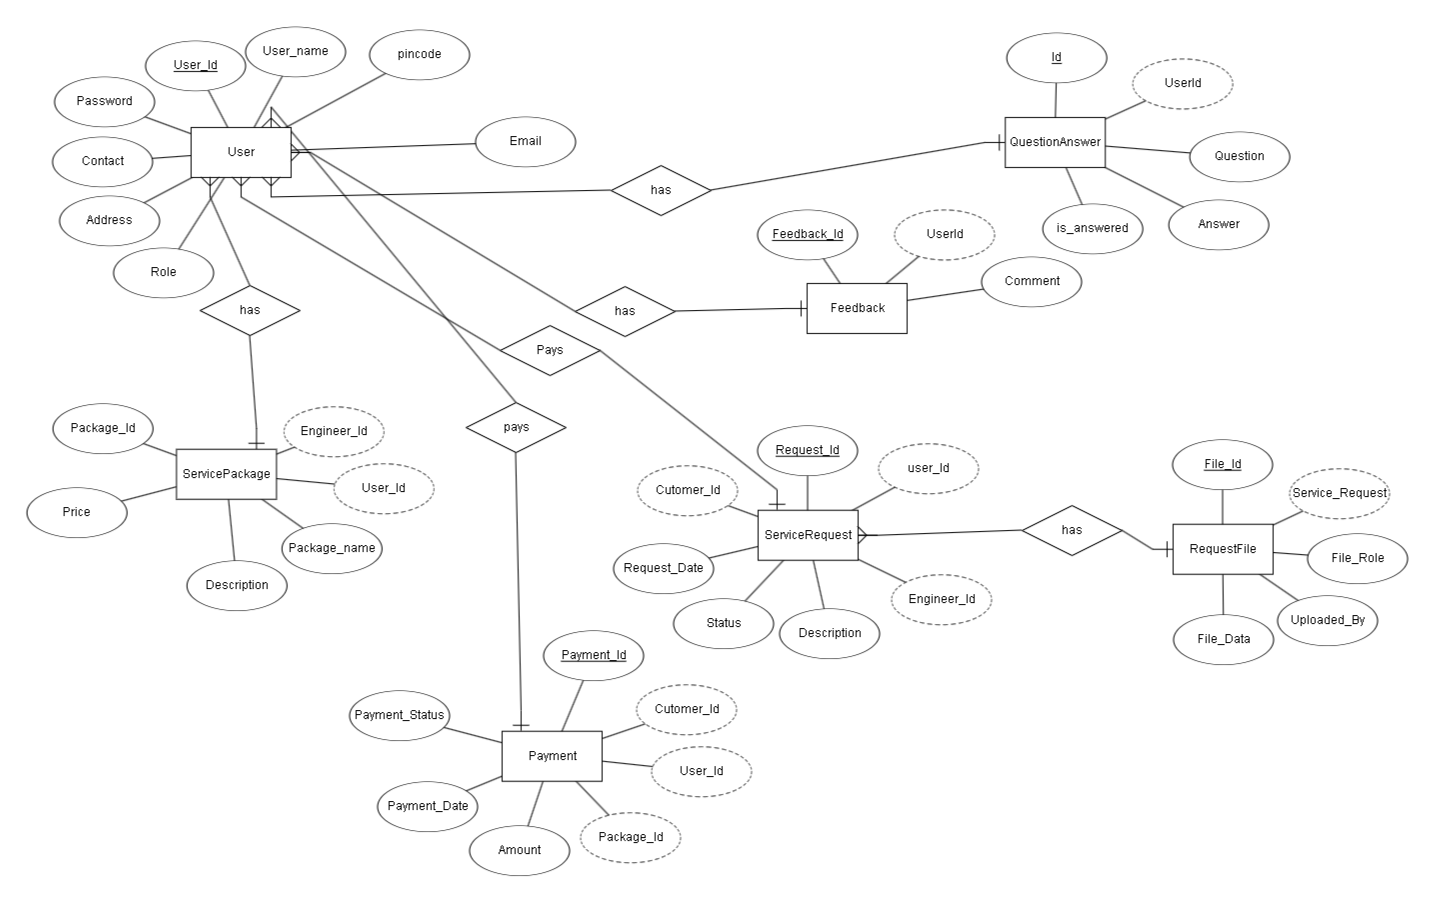 User_name
pincode
User_Id
Id
UserId
Password
Email
User
QuestionAnswer
Contact
Question
has
Address
Answer
is_answered
Feedback_Id
UserId
Role
Comment
has
has
Feedback
Pays
Package_Id
Engineer_Id
pays
Request_Id
user_Id
File_Id
ServicePackage
User_Id
Cutomer_Id
Service_Request
Price
has
ServiceRequest
RequestFile
Package_name
File_Role
Request_Date
Description
Engineer_Id
Status
Description
Uploaded_By
File_Data
Payment_Id
Payment_Status
Cutomer_Id
Payment
User_Id
Payment_Date
Package_Id
Amount